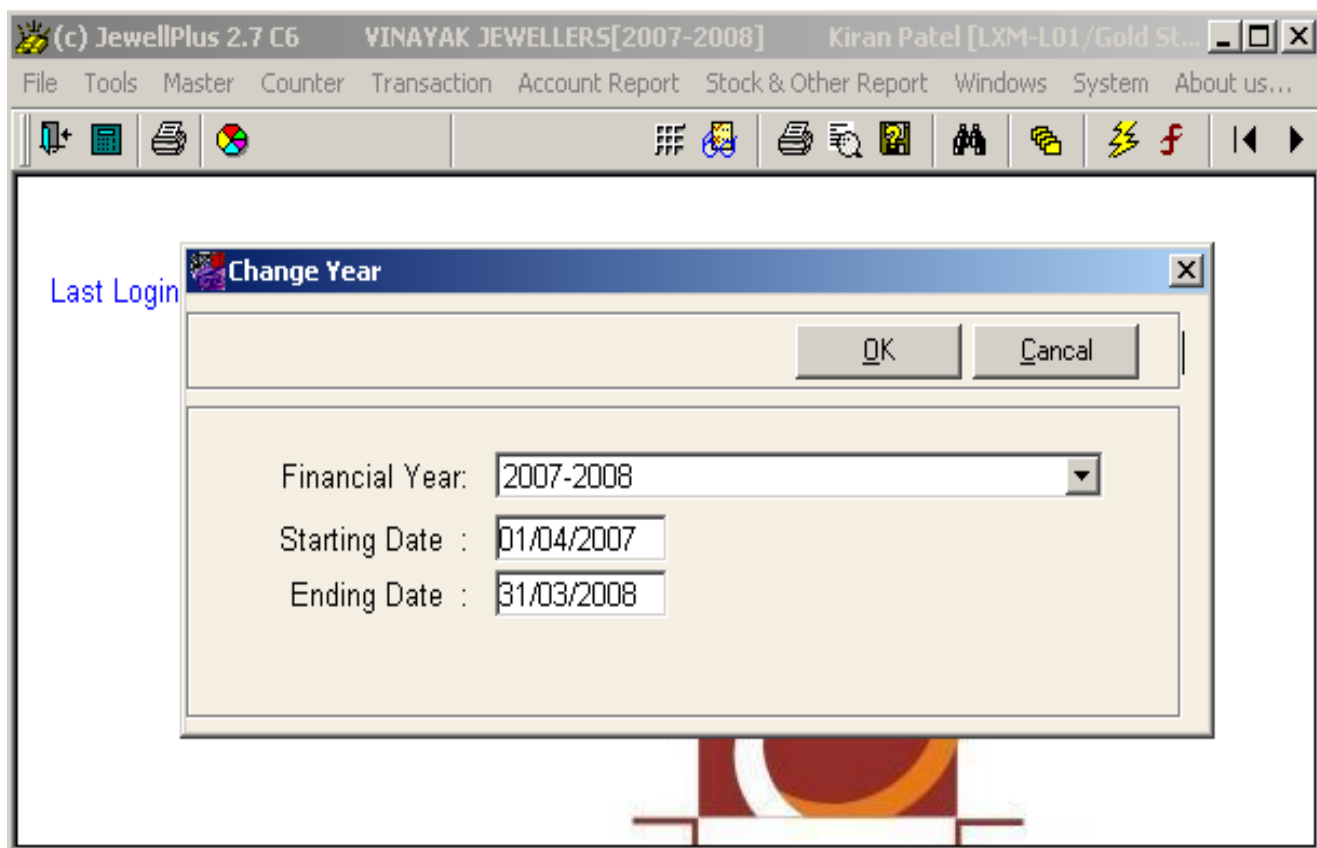 (c) JewellPlus 2.7 C6 VINAYAK JEWELLERS[2007-2008] Kiran Patel [LXM-L01/Gold St...
File Tools Master Counter Transaction Account Report Stock & Other Report Windows System About us...
Last Login
Change Year
OK Cancal
Financial Year: 2007-2008
Starting Date : 01/04/2007
Ending Date : 31/03/2008